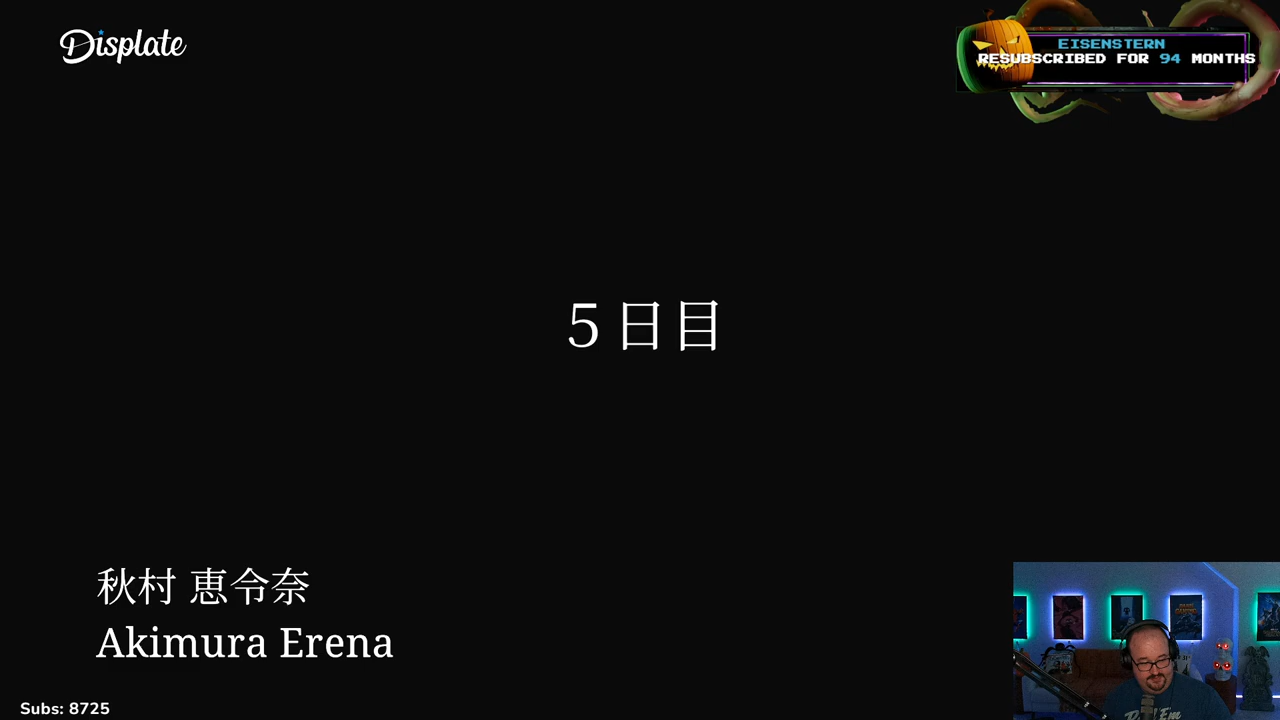 Displate
EISENSTERN
RESUBSCRIBED FOR 94 MONTHS
５日目
秋村 恵令奈
Akimura Erena
Subs: 8725